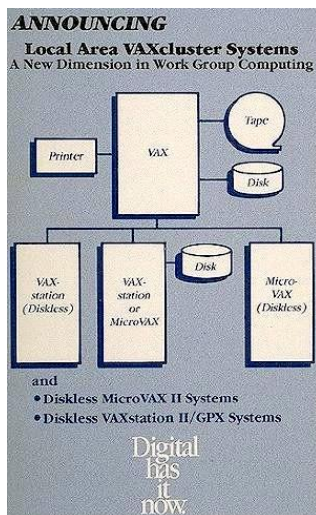 ANNOUNCING
Local Area VAXcluster Systems
A New Dimension in Work Group Computing
Printer
VAX
Tape
Disk
VAX-
station
(Diskless)
VAX-
station
or
MicroVAX
Disk
Micro-
VAX
(Diskless)
and
• Diskless MicroVAX II Systems
• Diskless VAXstation II/GPX Systems
Digital
has
it
now.